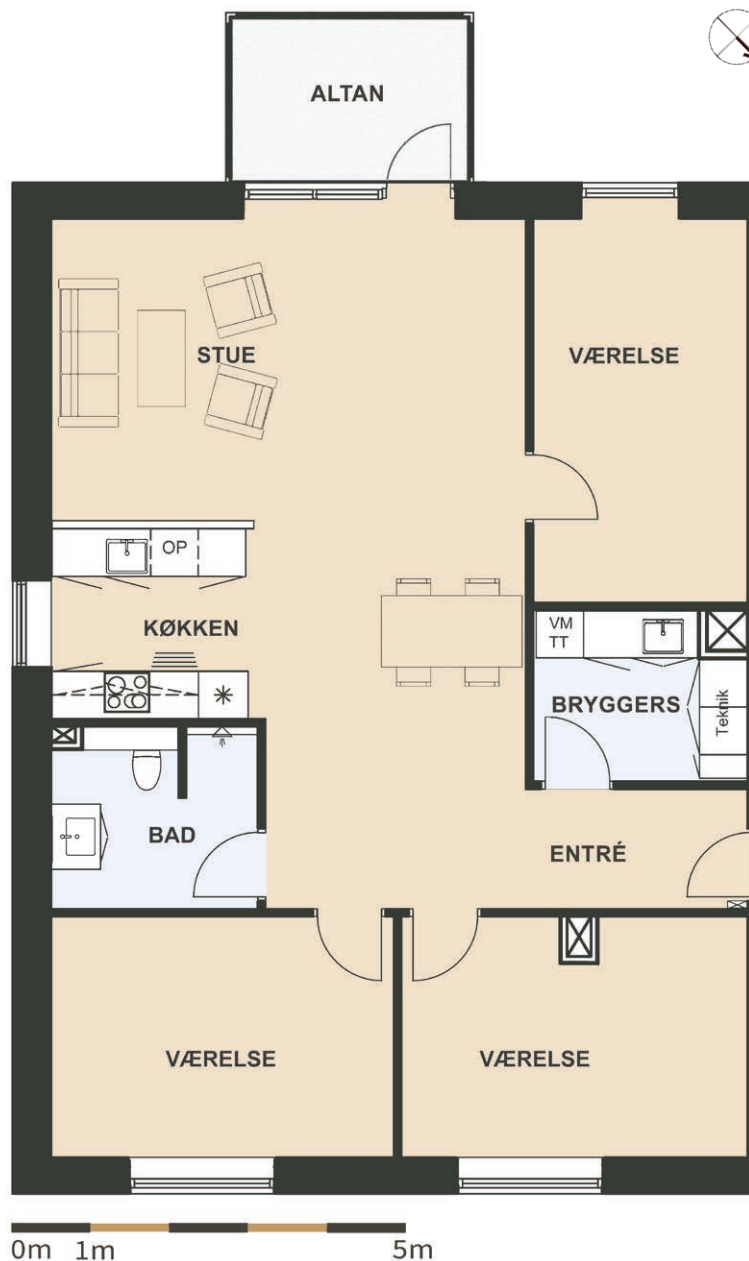 ALTAN
STUE
VÆRELSE
OP
KØKKEN
VM
TT
BRYGGERS
Teknik
BAD
ENTRÉ
VÆRELSE
VÆRELSE
0m 1m 5m